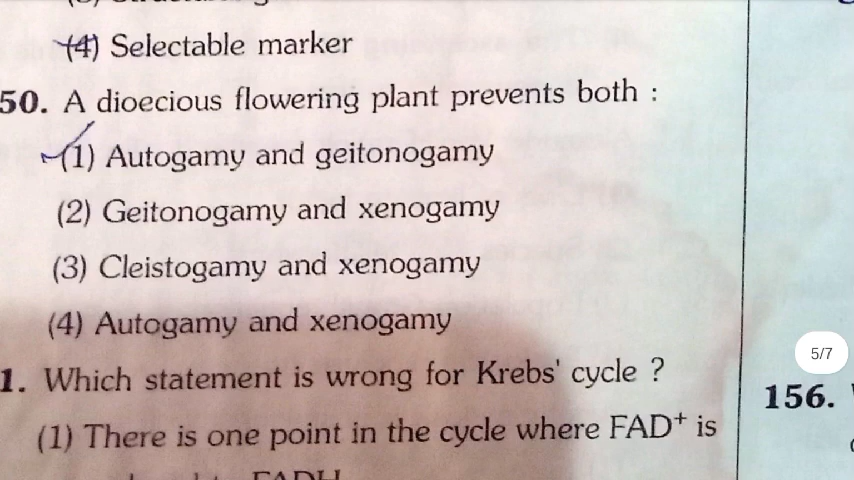 (4) Selectable marker
50. A dioecious flowering plant prevents both :
(1) Autogamy and geitonogamy
(2) Geitonogamy and xenogamy
(3) Cleistogamy and xenogamy
(4) Autogamy and xenogamy
1. Which statement is wrong for Krebs' cycle ?
(1) There is one point in the cycle where FAD+ is
5/7
156.